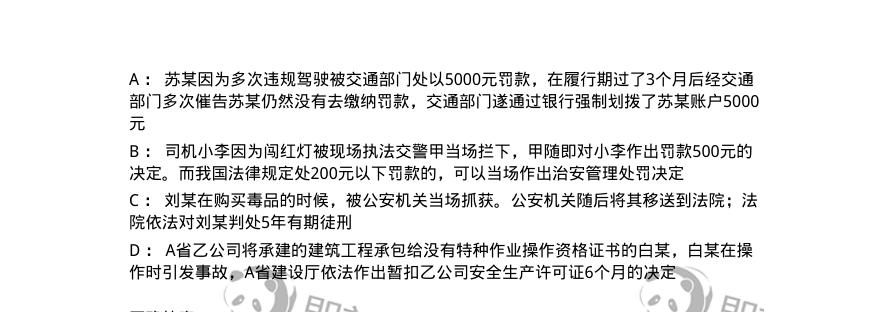 A： 苏某因为多次违规驾驶被交通部门处以5000元罚款，在履行期过了3个月后经交通
部门多次催告苏某仍然没有去缴纳罚款，交通部门遂通过银行强制划拨了苏某账户5000
元
B： 司机小李因为闯红灯被现场执法交警甲当场拦下，甲随即对小李作出罚款500元的
决定。而我国法律规定处200元以下罚款的，可以当场作出治安管理处罚决定
C： 刘某在购买毒品的时候，被公安机关当场抓获。公安机关随后将其移送到法院；法
院依法对刘某判处5年有期徒刑
D： A省乙公司将承建的建筑工程承包给没有特种作业操作资格证书的白某，白某在操
作时引发事故，A省建设厅依法作出暂扣乙公司安全生产许可证6个月的决定